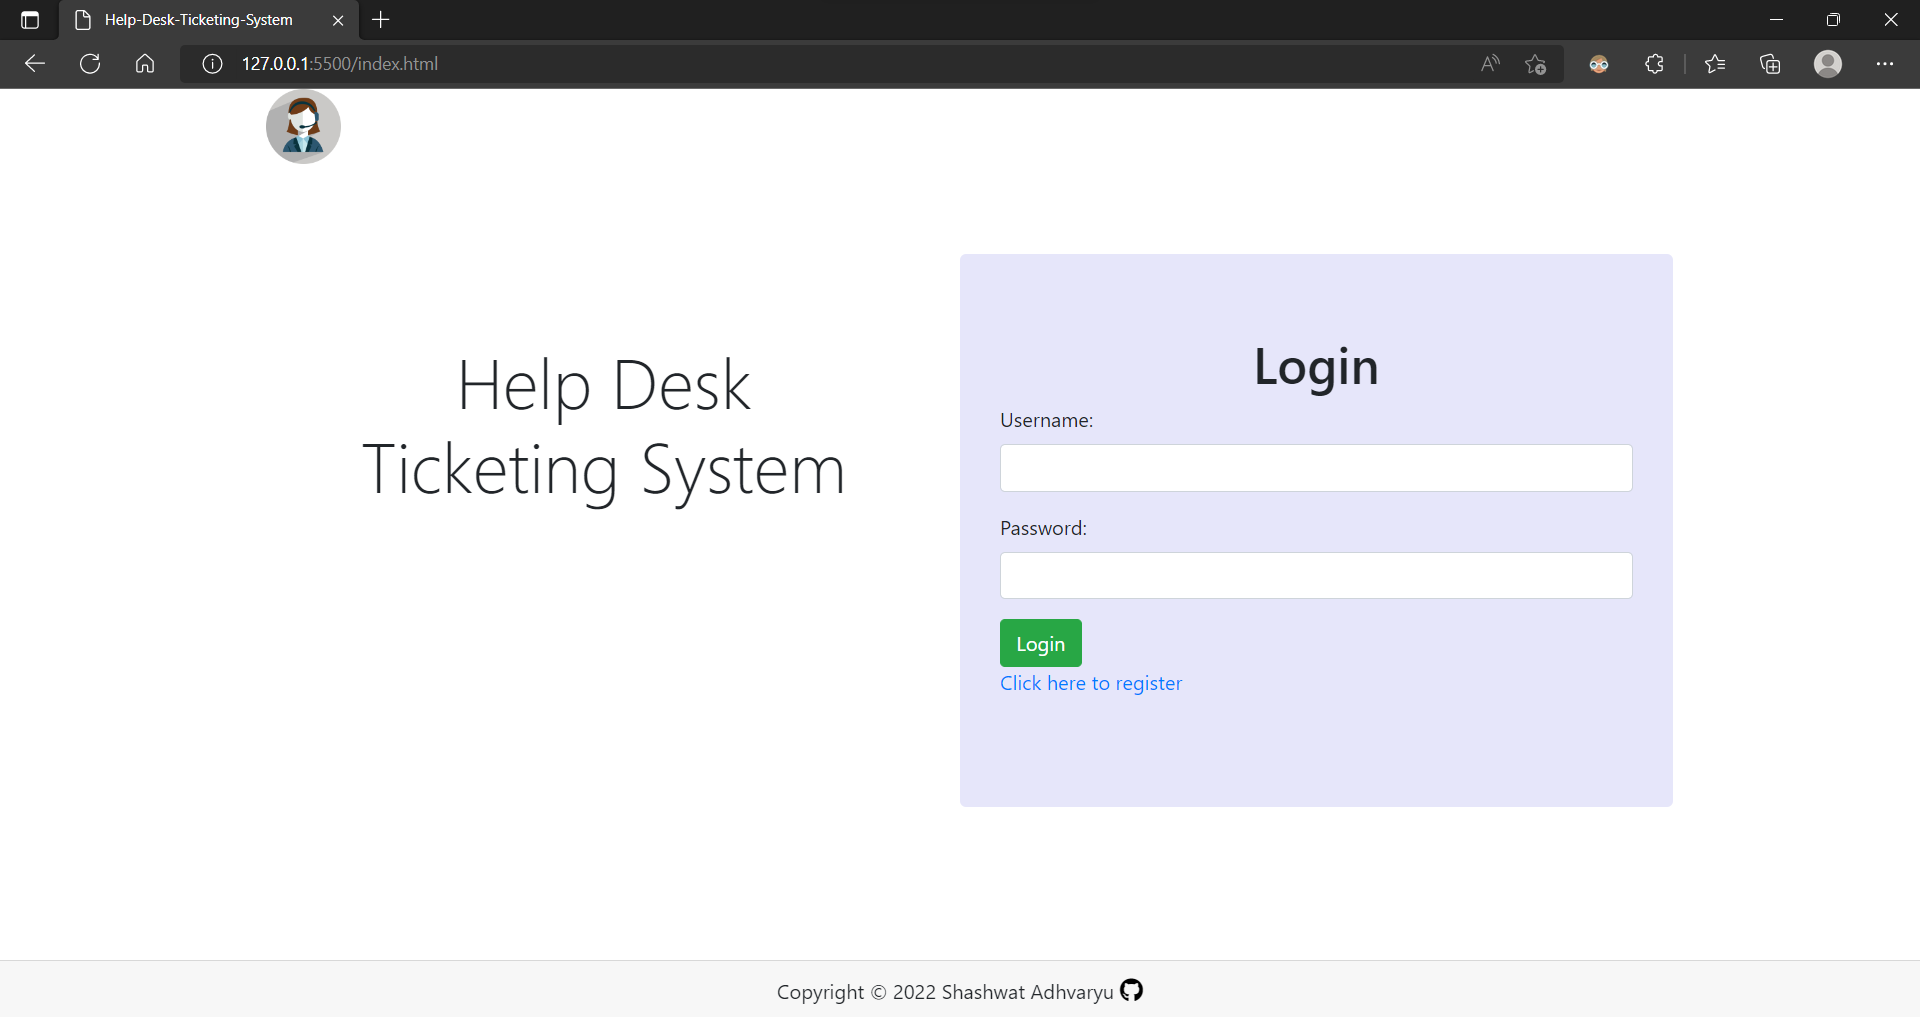 Help-Desk-Ticketing-System
127.0.0.1:5500/index.html
Help Desk
Ticketing System
Login
Username:
Password:
Login
Click here to register
Copyright © 2022 Shashwat Adhvaryu